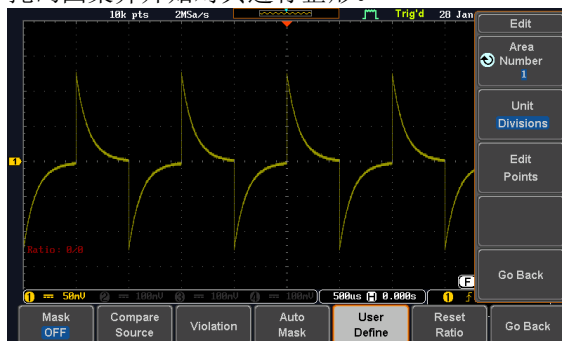 10k pts 2MSa/s Trig'd 28 Jan
Edit
Area
Number
1
Unit
Divisions
Edit
Points
Go Back
1
Ratio: 0/0
F
1 50mV 2 100mV 3 100mV 4 100mV 500us H 0.000s 1
Mask
OFF
Compare
Source
Violation
Auto
Mask
User
Define
Reset
Ratio
Go Back